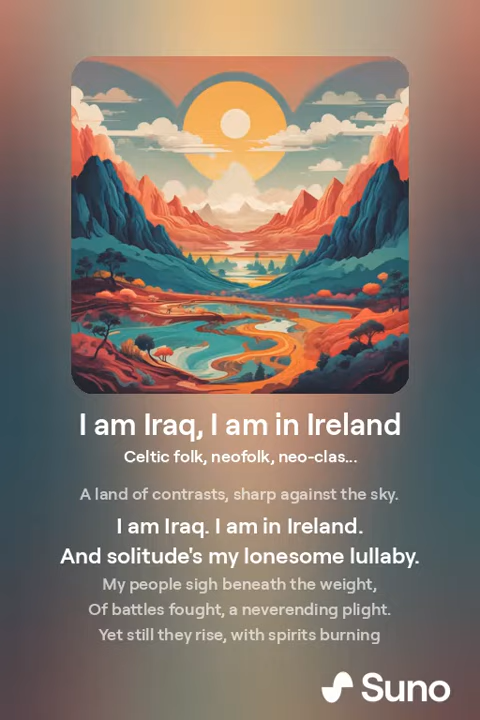 I am Iraq, I am in Ireland
Celtic folk, neofolk, neo-clas...
A land of contrasts, sharp against the sky.
I am Iraq. I am in Ireland.
And solitude's my lonesome lullaby.
My people sigh beneath the weight,
Of battles fought, a neverending plight.
Yet still they rise, with spirits burning
Suno